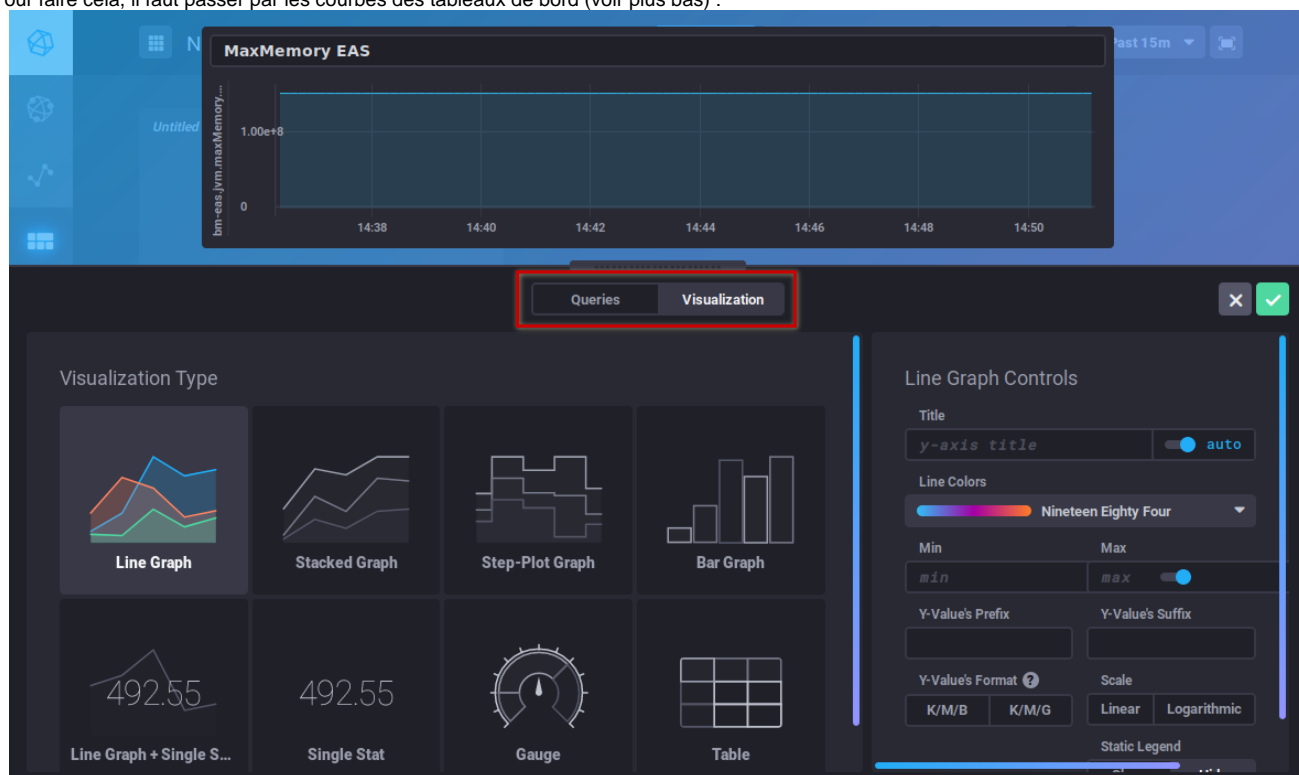 our faire cela, il faut passer par les courbes des tableaux de bord (voir plus bas) :
N
Past 15m
MaxMemory EAS
Untitled
bm-eas.jvm.maxMemory....
1.00e+8
0
14:38 14:40 14:42 14:44 14:46 14:48 14:50
Queries Visualization
Visualization Type
Line Graph
Stacked Graph
Step-Plot Graph
Bar Graph
492.55
Line Graph + Single S...
492.55
Single Stat
Gauge
Table
Line Graph Controls
Title
y-axis title auto
Line Colors
Nineteen Eighty Four
Min Max
min max
Y-Value's Prefix Y-Value's Suffix
Y-Value's Format ? Scale
K/M/B K/M/G Linear Logarithmic
Static Legend